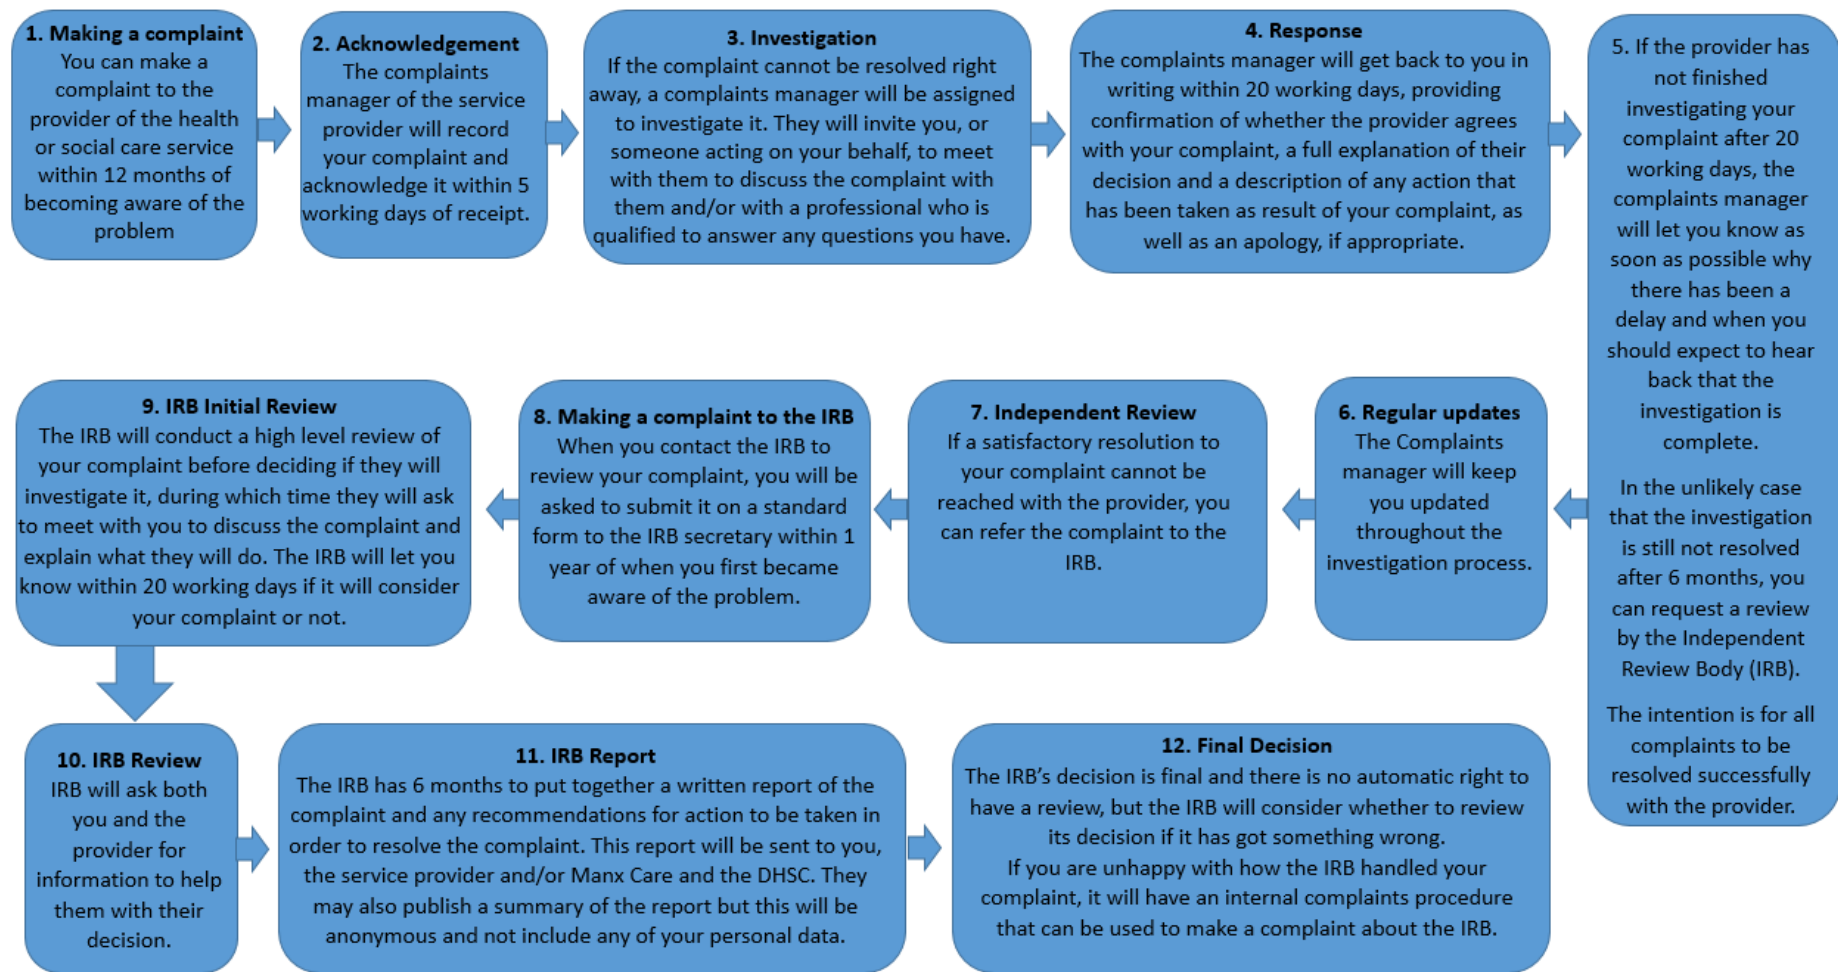 1. Making a complaint
You can make a
complaint to the
provider of the health
or social care service
within 12 months of
becoming aware of the
problem
2. Acknowledgement
The complaints
manager of the service
provider will record
your complaint and
acknowledge it within 5
working days of receipt.
3. Investigation
If the complaint cannot be resolved right
away, a complaints manager will be assigned
to investigate it. They will invite you, or
someone acting on your behalf, to meet
with them to discuss the complaint with
them and/or with a professional who is
qualified to answer any questions you have.
4. Response
The complaints manager will get back to you in
writing within 20 working days, providing
confirmation of whether the provider agrees
with your complaint, a full explanation of their
decision and a description of any action that
has been taken as result of your complaint, as
well as an apology, if appropriate.
5. If the provider has
not finished
investigating your
complaint after 20
working days, the
complaints manager
will let you know as
soon as possible why
there has been a
delay and when you
should expect to hear
back that the
investigation is
complete.
In the unlikely case
that the investigation
is still not resolved
after 6 months, you
can request a review
by the Independent
Review Body (IRB).
The intention is for all
complaints to be
resolved successfully
with the provider.
6. Regular updates
The Complaints
manager will keep
you updated
throughout the
investigation process.
7. Independent Review
If a satisfactory resolution to
your complaint cannot be
reached with the provider, you
can refer the complaint to the
IRB.
8. Making a complaint to the IRB
When you contact the IRB to
review your complaint, you will be
asked to submit it on a standard
form to the IRB secretary within 1
year of when you first became
aware of the problem.
9. IRB Initial Review
The IRB will conduct a high level review of
your complaint before deciding if they will
investigate it, during which time they will ask
to meet with you to discuss the complaint and
explain what they will do. The IRB will let you
know within 20 working days if it will consider
your complaint or not.
10. IRB Review
IRB will ask both
you and the
provider for
information to help
them with their
decision.
11. IRB Report
The IRB has 6 months to put together a written report of the
complaint and any recommendations for action to be taken in
order to resolve the complaint. This report will be sent to you,
the service provider and/or Manx Care and the DHSC. They
may also publish a summary of the report but this will be
anonymous and not include any of your personal data.
12. Final Decision
The IRB's decision is final and there is no automatic right to
have a review, but the IRB will consider whether to review
its decision if it has got something wrong.
If you are unhappy with how the IRB handled your
complaint, it will have an internal complaints procedure
that can be used to make a complaint about the IRB.